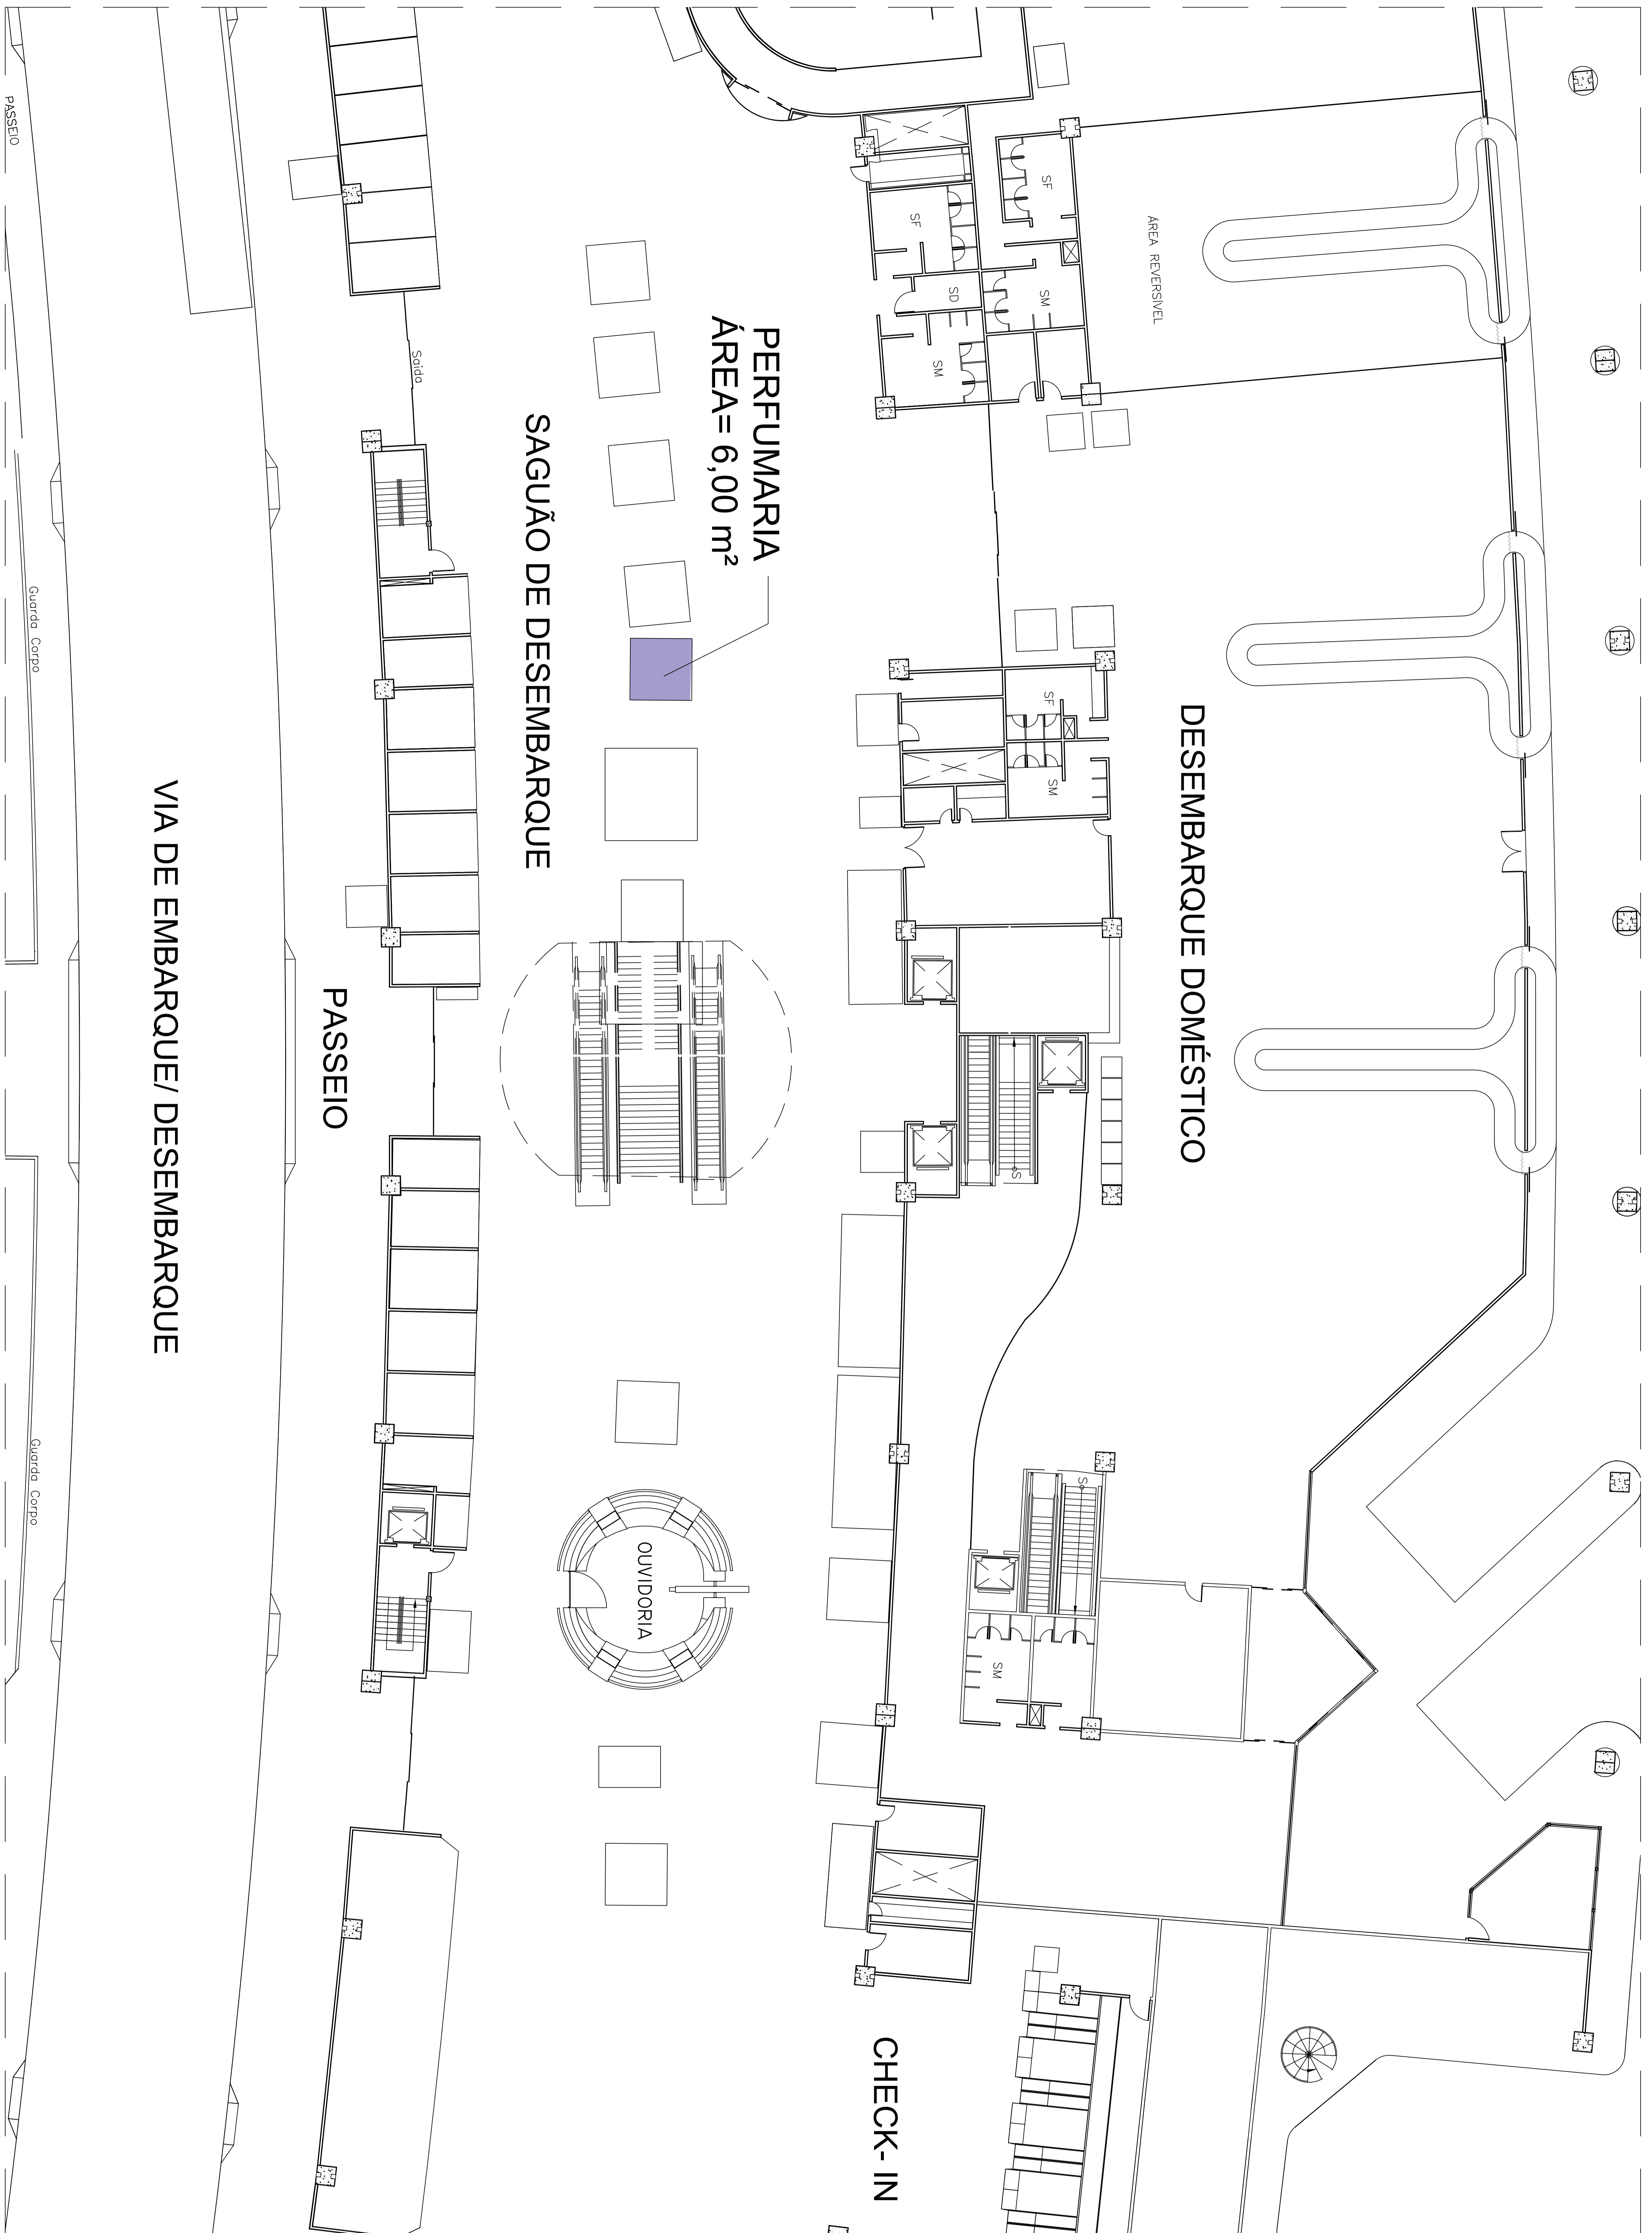 PERFUMARIA
ÁREA= 6,00 m²
SAGUÃO DE DESEMBARQUE
DESEMBARQUE DOMÉSTICO
VIA DE EMBARQUE/ DESEMBARQUE
PASSEIO
PASSEIO
CHECK- IN
OUVIDORIA
ÁREA REVERSÍVEL
Saída
Guarda Corpo
Guarda Corpo
SF
SF
SD
SM
SM
SF
SM
S
S
SM